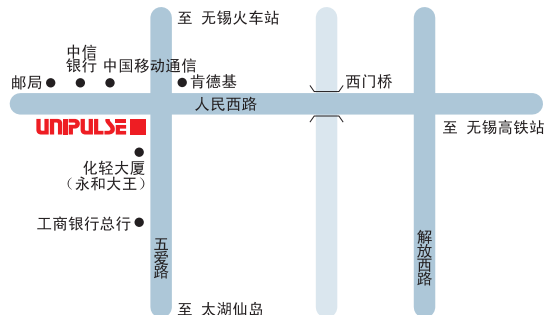 至 无锡火车站
中信
银行
中国移动通信
邮局
肯德基
西门桥
人民西路
UNIPULSE
至 无锡高铁站
化轻大厦
（永和大王）
工商银行总行
五爱路
解放西路
至 太湖仙岛